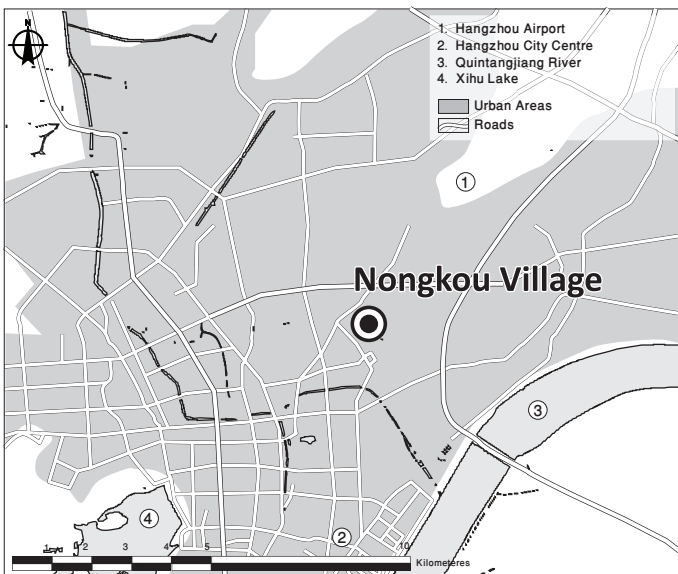 N
1. Hangzhou Airport
2. Hangzhou City Centre
3. Quintangjiang River
4. Xihu Lake
Urban Areas
Roads
1
Nongkou Village
3
4
2
1 2 3 4 5 10
Kilometeres